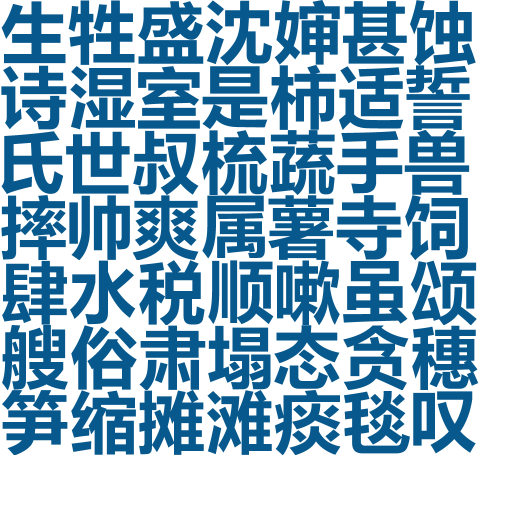 生牲盛沈婶甚蚀
诗湿室是柿适誓
氏世叔梳蔬手兽
摔帅爽属薯寺饲
肆水税顺嗽虽颂
艘俗肃塌态贪穗
笋缩摊滩痰毯叹